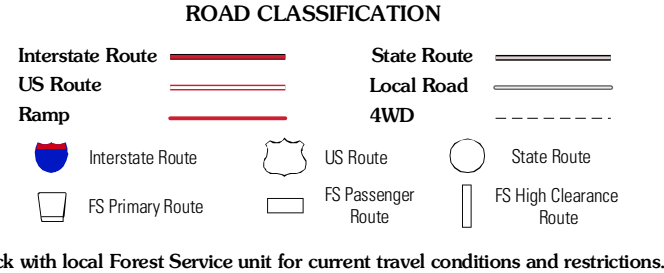 ROAD CLASSIFICATION
Interstate Route
State Route
US Route
Local Road
Ramp
4WD
Interstate Route
US Route
State Route
FS Primary Route
FS Passenger
Route
FS High Clearance
Route
with local Forest Service unit for current travel conditions and restrictions.